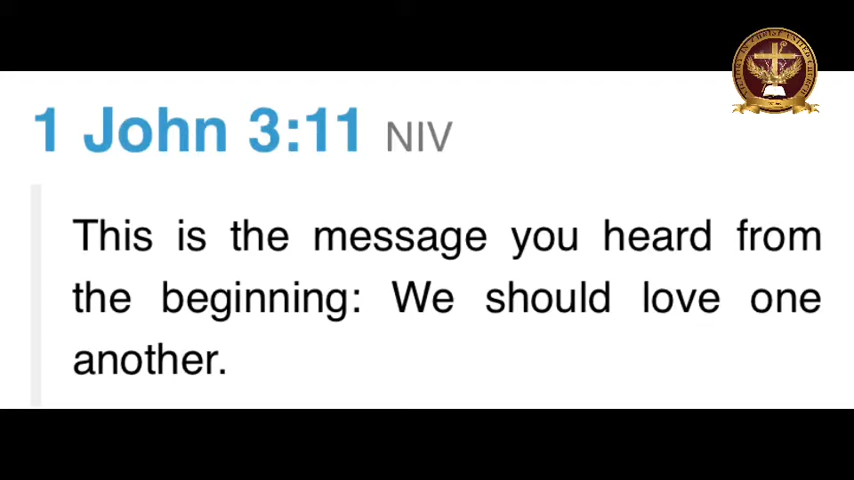 1 John 3:11 NIV
This is the message you heard from
the beginning: We should love one
another.